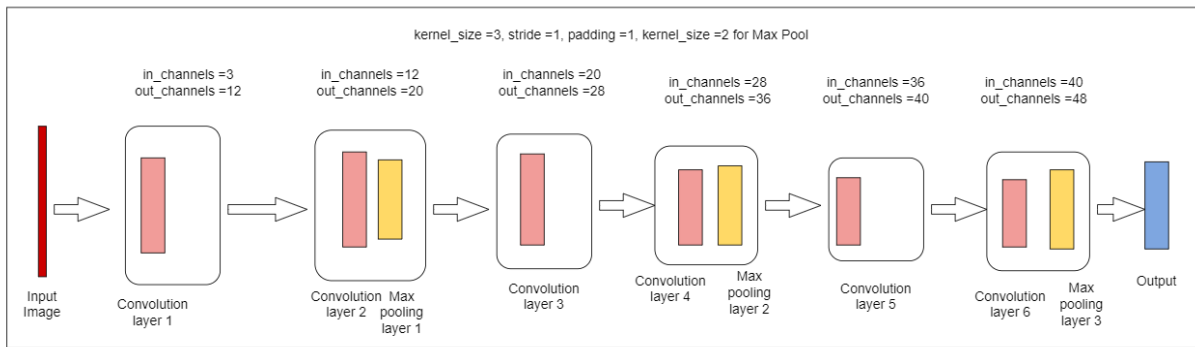 kernel_size =3, stride =1, padding =1, kernel_size =2 for Max Pool
in_channels =3
out_channels =12
in_channels =12
out_channels =20
in_channels =20
out_channels =28
in_channels =28
out_channels =36
in_channels =36
out_channels =40
in_channels =40
out_channels =48
Input
Image
Convolution
layer 1
Convolution
layer 2
Max
pooling
layer 1
Convolution
layer 3
Convolution
layer 4
Max
pooling
layer 2
Convolution
layer 5
Convolution
layer 6
Max
pooling
layer 3
Output